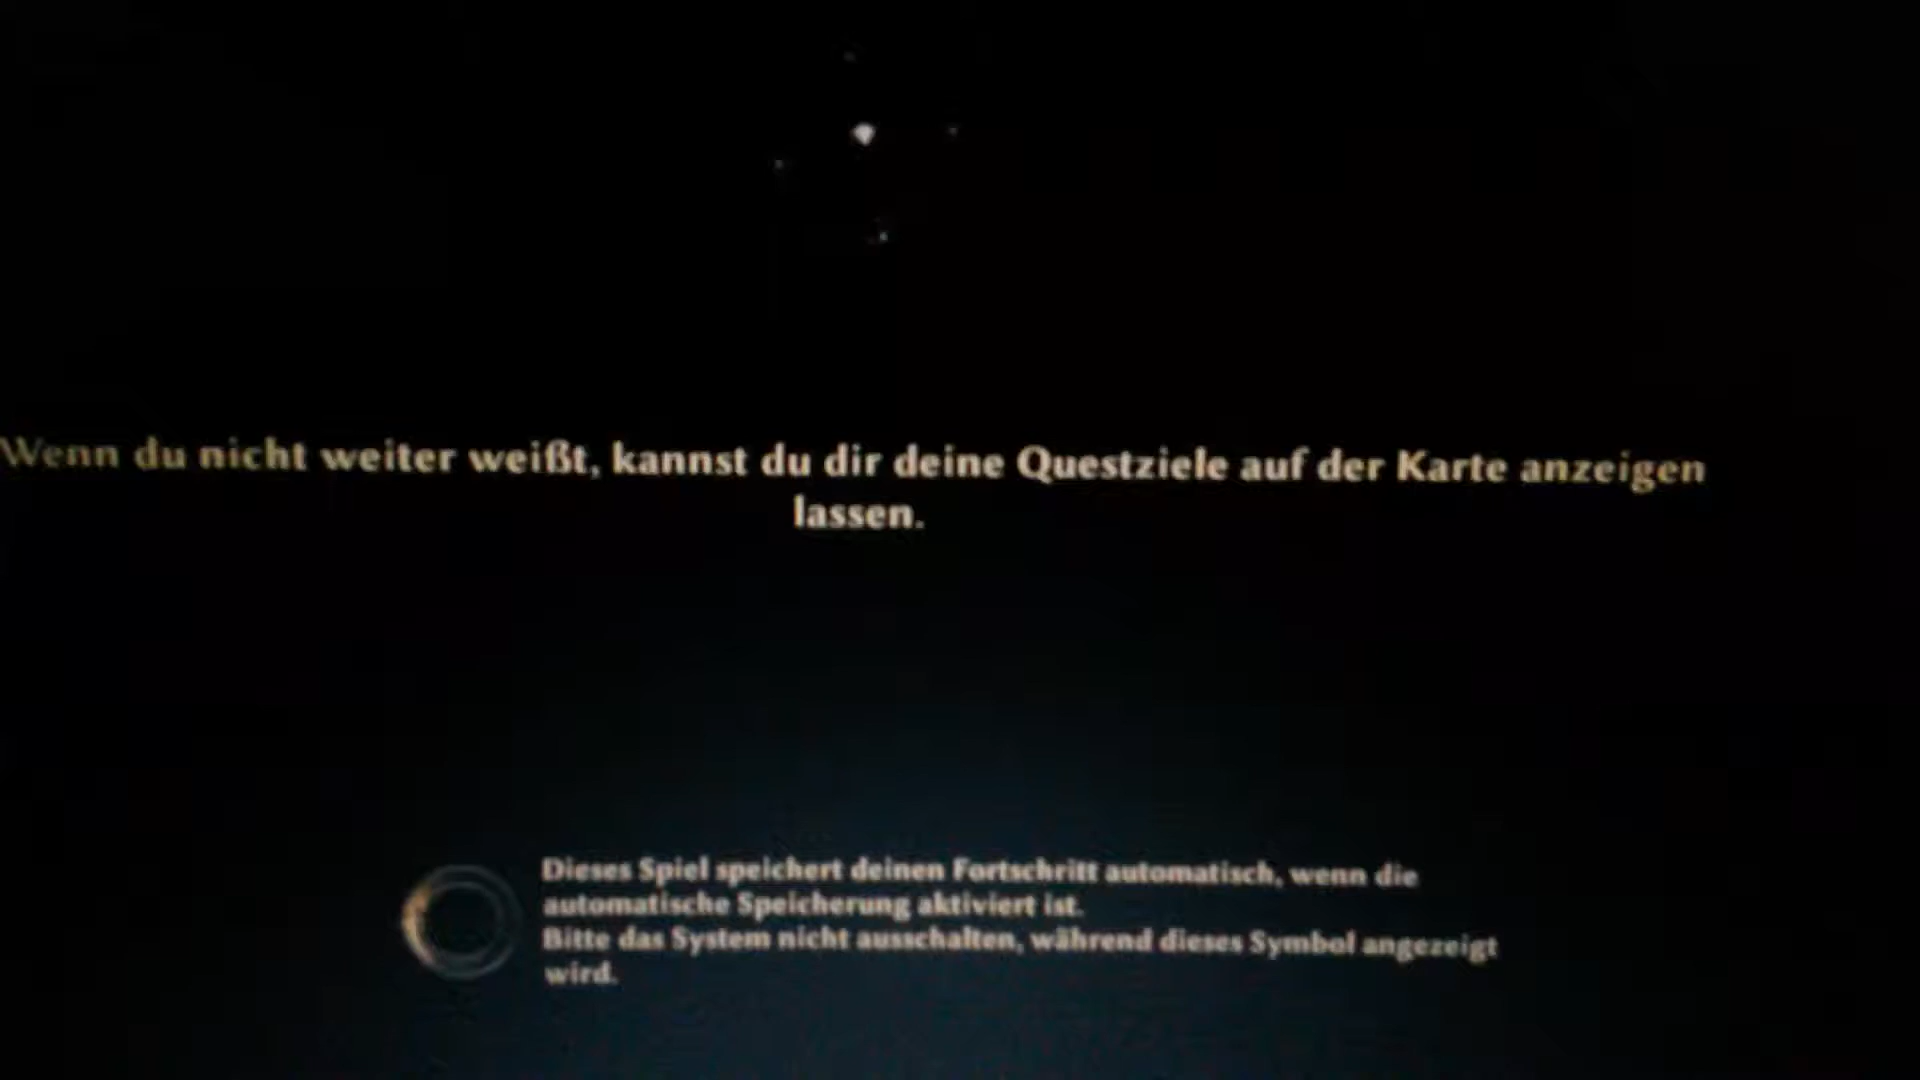 Wenn du nicht weiter weißt, kannst du dir deine Questziele auf der Karte anzeigen
lassen.
Dieses Spiel speichert deinen Fortschritt automatisch, wenn die
automatische Speicherung aktiviert ist.
Bitte das System nicht ausschalten, während dieses Symbol angezeigt
wird.